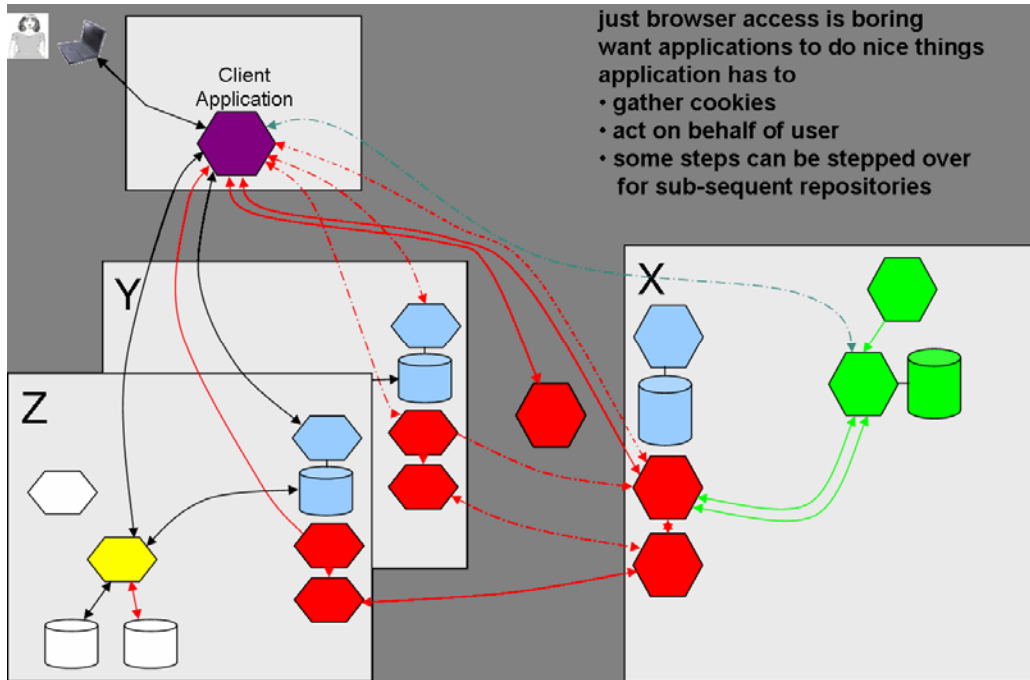 just browser access is boring
want applications to do nice things
application has to
• gather cookies
• act on behalf of user
• some steps can be stepped over
for sub-sequent repositories
Client
Application
Y
X
Z